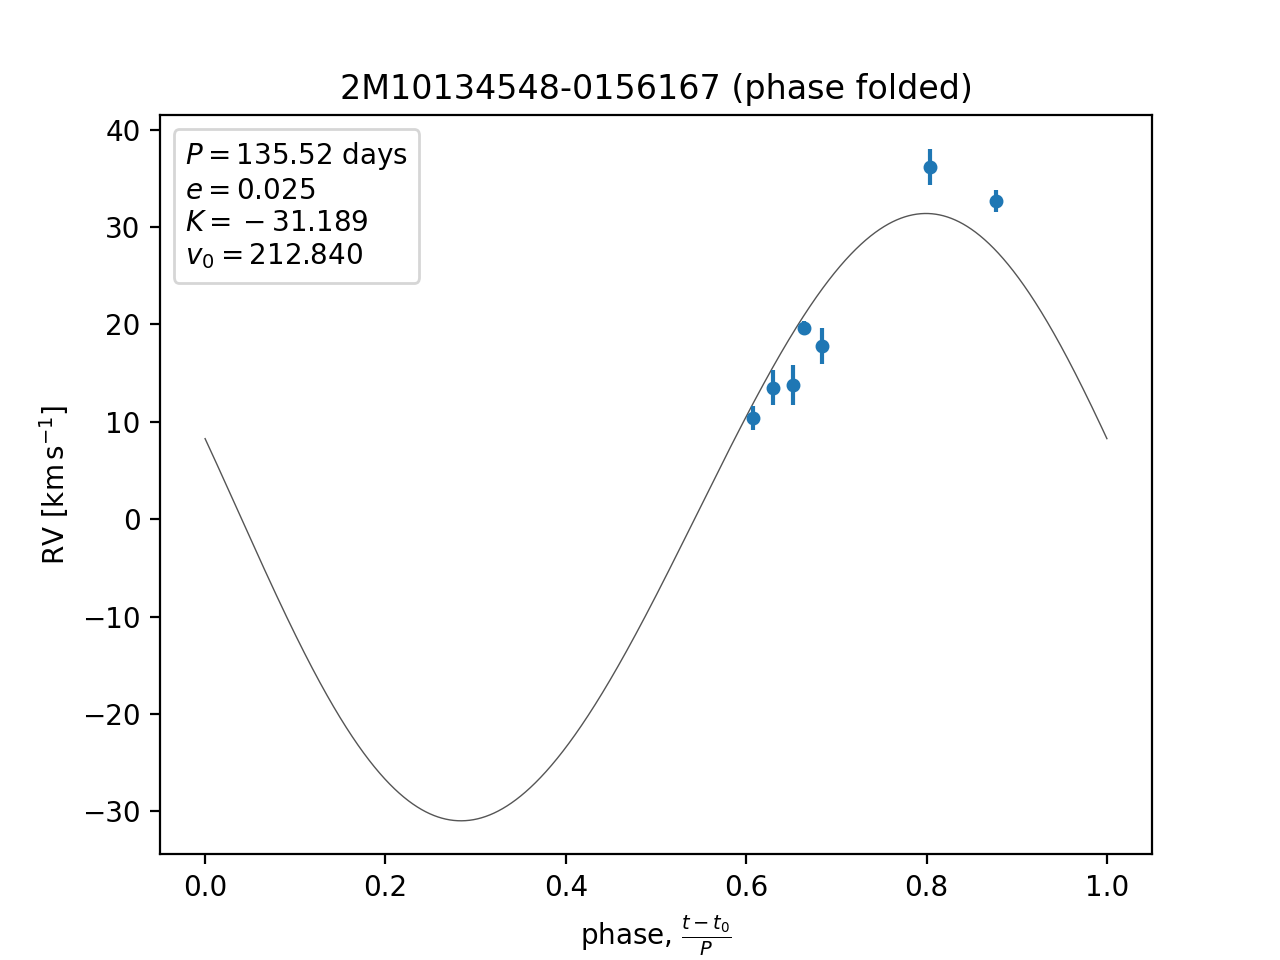 2M10134548-0156167 (phase folded)
P = 135.52 days
e = 0.025
K = −31.189
v₀ = 212.840
RV [km s⁻¹]
40
30
20
10
0
−10
−20
−30
0.0 0.2 0.4 0.6 0.8 1.0
phase, (t − t₀)/P